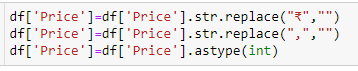 df['Price']=df['Price'].str.replace("₹","")
df['Price']=df['Price'].str.replace(",","")
df['Price']=df['Price'].astype(int)